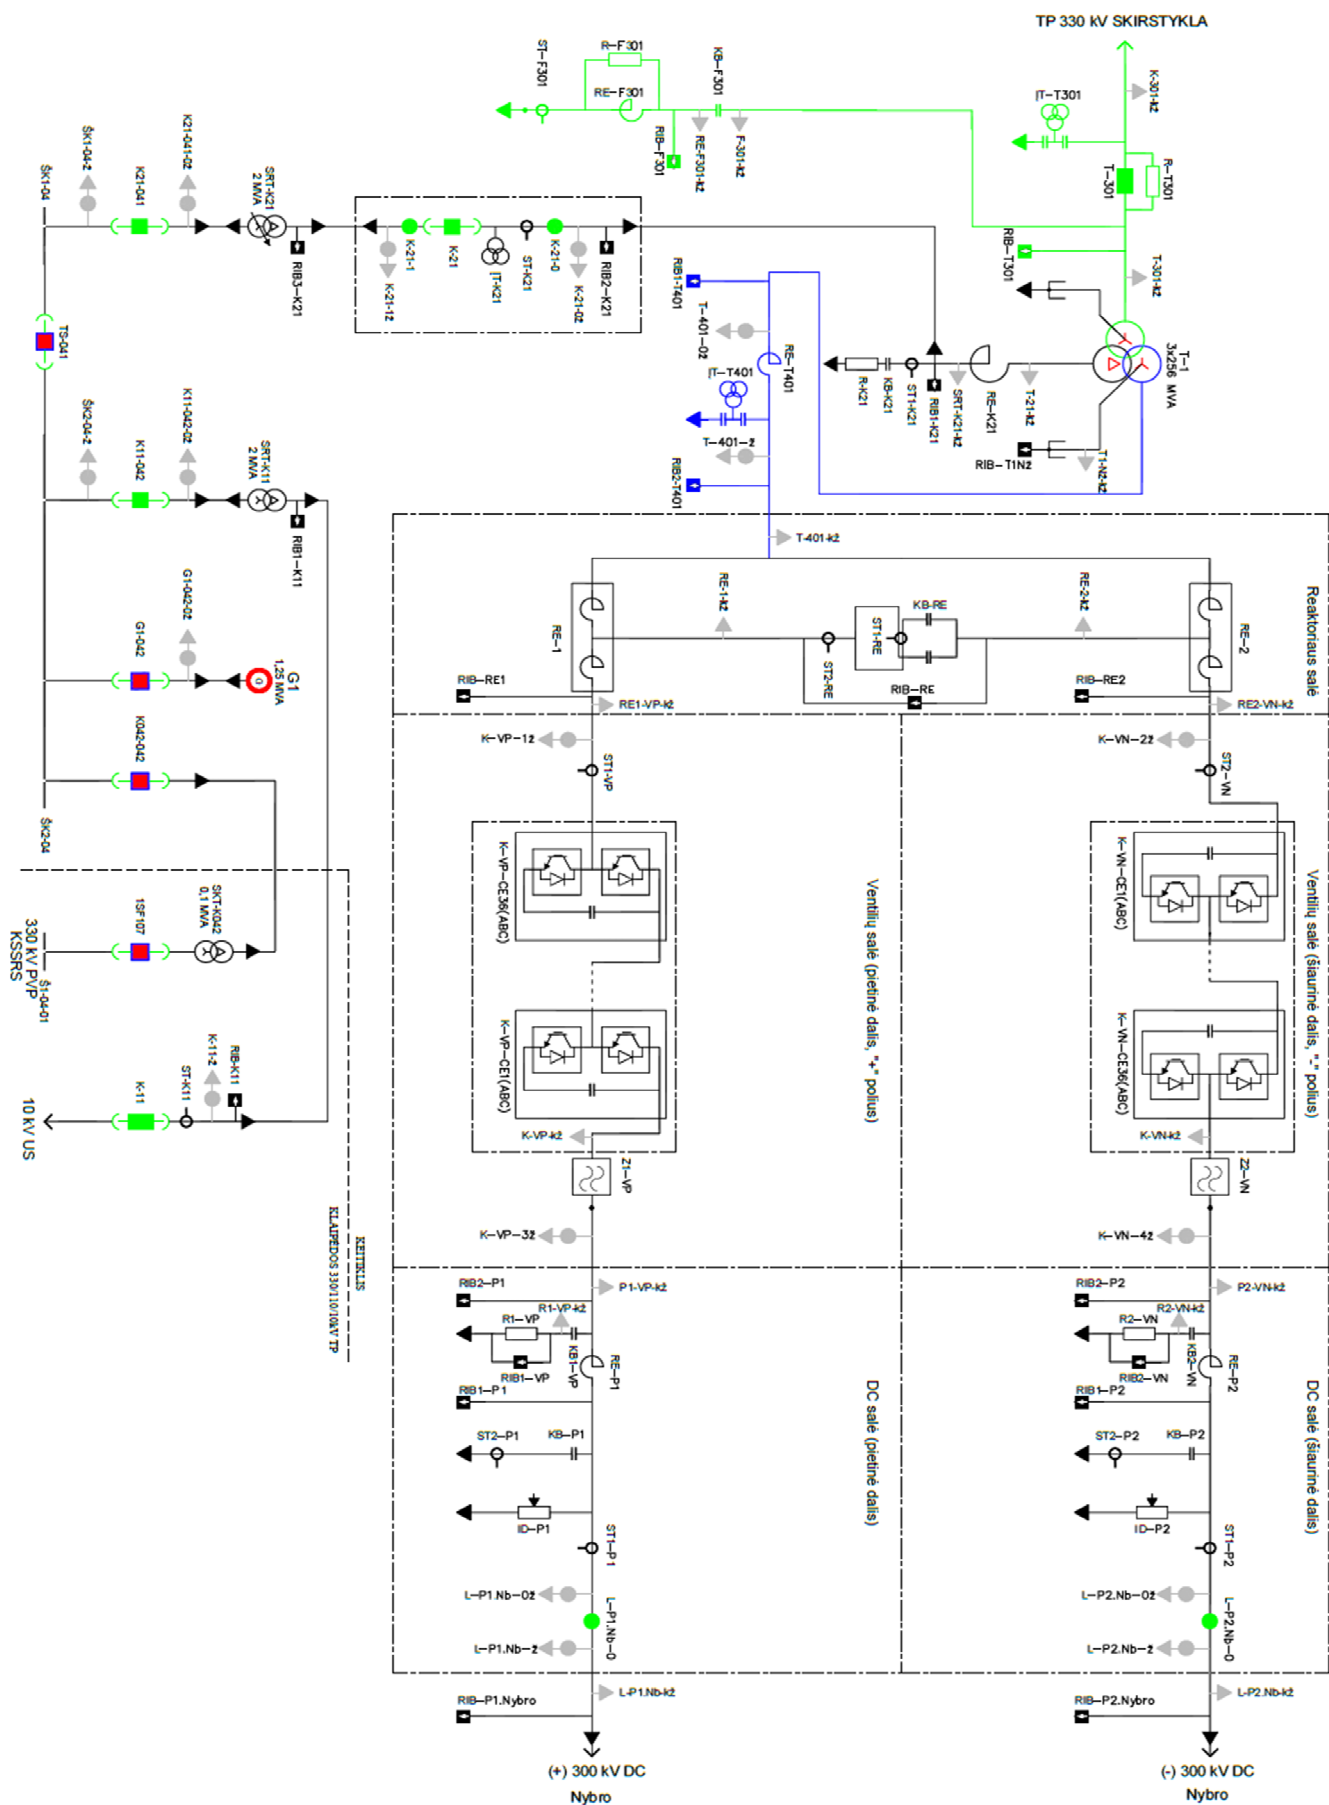 TP 330 kV SKIRSTYKLA
K-301-kž
ĮT-T301
R-T301
T-301
RIB-T301
T-301-kž
T-1
3x256 MVA
T1-Nž-kž
RIB-T1Nž
ST-F301
R-F301
RE-F301
KB-F301
RIB-F301
RE-F301-kž
F-301-kž
ŠK1-04
ŠK1-04-ž
K21-041
K21-041-0ž
SRT-K21
2 MVA
RIB3-K21
K-21-1
K-21-1ž
K-21
ĮT-K21
ST-K21
K-21-0
K-21-0ž
RIB2-K21
RIB1-T401
T-401-0ž
RE-T401
ĮT-T401
T-401-ž
RIB2-T401
T-401-kž
R-K21
KB-K21
ST1-K21
RIB1-K21
SRT-K21-kž
RE-K21
T-21-kž
TS-041
ŠK2-04-ž
K11-042
K11-042-0ž
SRT-K11
2 MVA
RIB1-K11
G1-042
G1-042-0ž
G1
1,25 MVA
G
K042-042
ŠK2-04
1SF107
SKT-K042
0,1 MVA
Š1-04-01
330 kV PVP
KSSRS
K-11
ST-K11
K-11-ž
RIB-K11
10 kV US
KEITIKLIS
KLAIPĖDOS 330/110/10kV TP
Reaktoriaus salė
RE-1
RE-1-kž
KB-RE
ST1-RE
ST2-RE
RIB-RE
RE-2-kž
RE-2
RIB-RE1
RE1-VP-kž
RIB-RE2
RE2-VN-kž
Ventilių salė (pietinė dalis, "+" polius)
K-VP-1ž
ST1-VP
K-VP-CE36(ABC)
K-VP-CE1(ABC)
K-VP-kž
Z1-VP
K-VP-3ž
Ventilių salė (šiaurinė dalis, "-" polius)
K-VN-2ž
ST2-VN
K-VN-CE1(ABC)
K-VN-CE36(ABC)
K-VN-kž
Z2-VN
K-VN-4ž
DC salė (pietinė dalis)
RIB2-P1
P1-VP-kž
R1-VP-kž
R1-VP
KB1-VP
RIB1-VP
RE-P1
RIB1-P1
ST2-P1
KB-P1
ID-P1
ST1-P1
L-P1.Nb-0ž
L-P1.Nb-0
L-P1.Nb-ž
L-P1.Nb-kž
RIB-P1.Nybro
(+) 300 kV DC
Nybro
DC salė (šiaurinė dalis)
RIB2-P2
P2-VN-kž
R2-VN-kž
R2-VN
KB2-VN
RIB2-VN
RE-P2
RIB1-P2
ST2-P2
KB-P2
ID-P2
ST1-P2
L-P2.Nb-0ž
L-P2.Nb-0
L-P2.Nb-ž
L-P2.Nb-kž
RIB-P2.Nybro
(-) 300 kV DC
Nybro